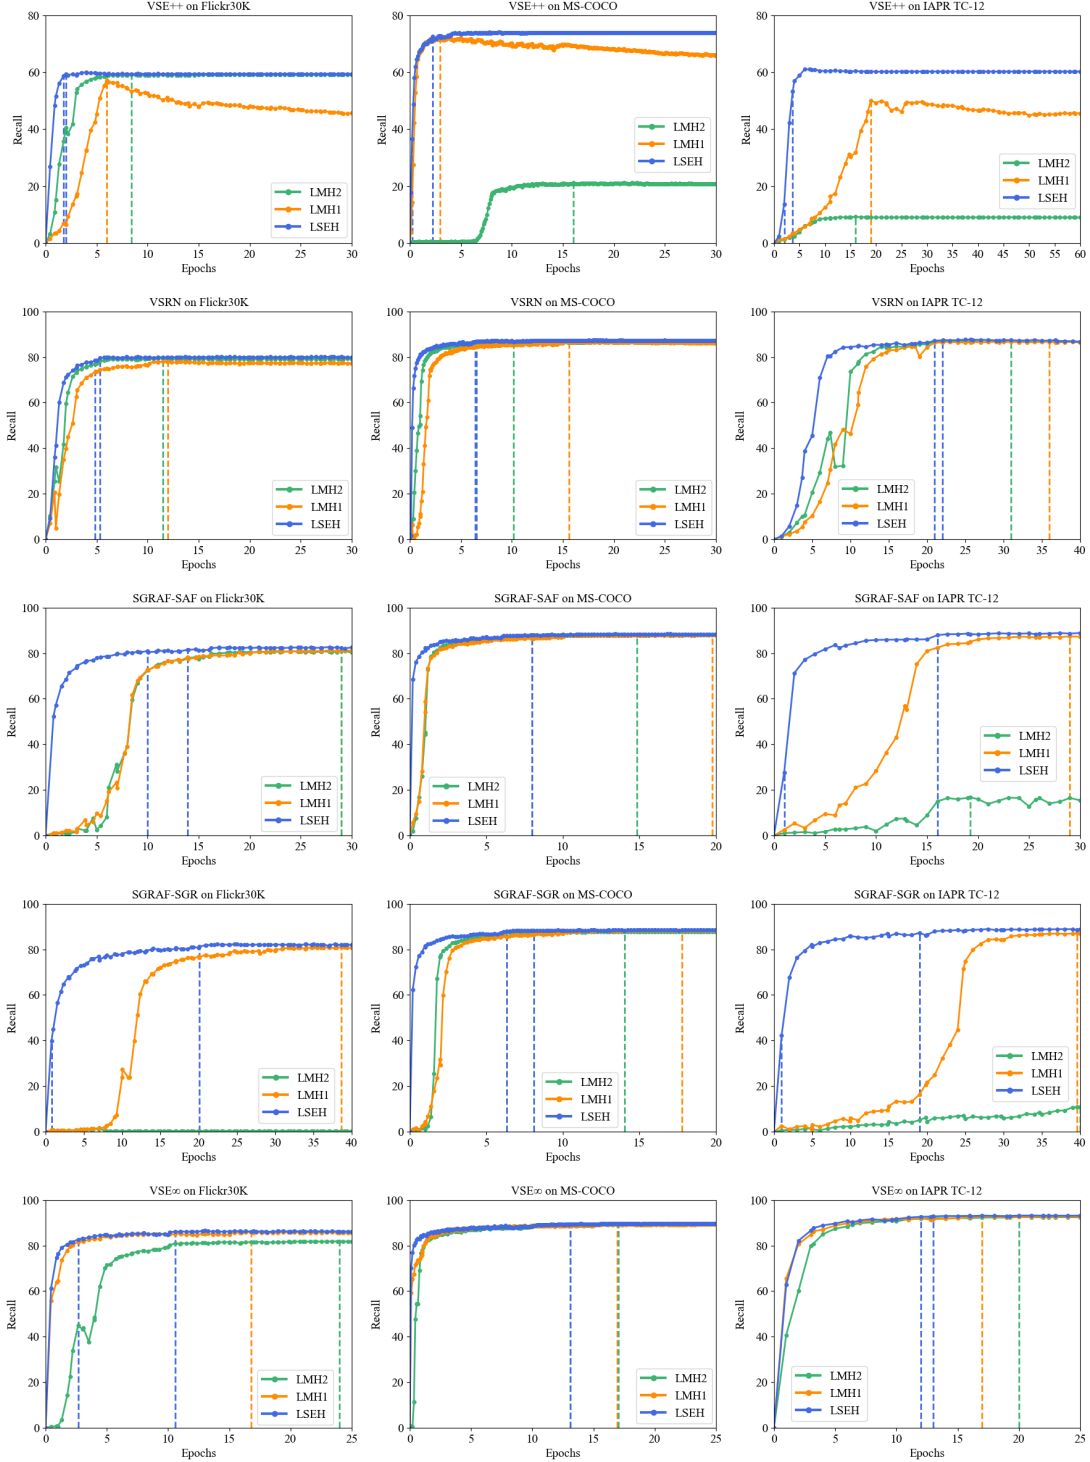 VSE++ on Flickr30K
80
60
40
20
0
Recall
LMH2
LMH1
LSEH
0 5 10 15 20 25 30
Epochs
VSE++ on MS-COCO
80
60
40
20
0
Recall
LMH2
LMH1
LSEH
0 5 10 15 20 25 30
Epochs
VSE++ on IAPR TC-12
80
60
40
20
0
Recall
LMH2
LMH1
LSEH
0 5 10 15 20 25 30 35 40 45 50 55 60
Epochs
VSRN on Flickr30K
100
80
60
40
20
0
Recall
LMH2
LMH1
LSEH
0 5 10 15 20 25 30
Epochs
VSRN on MS-COCO
100
80
60
40
20
0
Recall
LMH2
LMH1
LSEH
0 5 10 15 20 25 30
Epochs
VSRN on IAPR TC-12
100
80
60
40
20
0
Recall
LMH2
LMH1
LSEH
0 5 10 15 20 25 30 35 40
Epochs
SGRAF-SAF on Flickr30K
100
80
60
40
20
0
Recall
LMH2
LMH1
LSEH
0 5 10 15 20 25 30
Epochs
SGRAF-SAF on MS-COCO
100
80
60
40
20
0
Recall
LMH2
LMH1
LSEH
0 5 10 15 20
Epochs
SGRAF-SAF on IAPR TC-12
100
80
60
40
20
0
Recall
LMH2
LMH1
LSEH
0 5 10 15 20 25 30
Epochs
SGRAF-SGR on Flickr30K
100
80
60
40
20
0
Recall
LMH2
LMH1
LSEH
0 5 10 15 20 25 30 35 40
Epochs
SGRAF-SGR on MS-COCO
100
80
60
40
20
0
Recall
LMH2
LMH1
LSEH
0 5 10 15 20
Epochs
SGRAF-SGR on IAPR TC-12
100
80
60
40
20
0
Recall
LMH2
LMH1
LSEH
0 5 10 15 20 25 30 35 40
Epochs
VSE∞ on Flickr30K
100
80
60
40
20
0
Recall
LMH2
LMH1
LSEH
0 5 10 15 20 25
Epochs
VSE∞ on MS-COCO
100
80
60
40
20
0
Recall
LMH2
LMH1
LSEH
0 5 10 15 20 25
Epochs
VSE∞ on IAPR TC-12
100
80
60
40
20
0
Recall
LMH2
LMH1
LSEH
0 5 10 15 20 25
Epochs